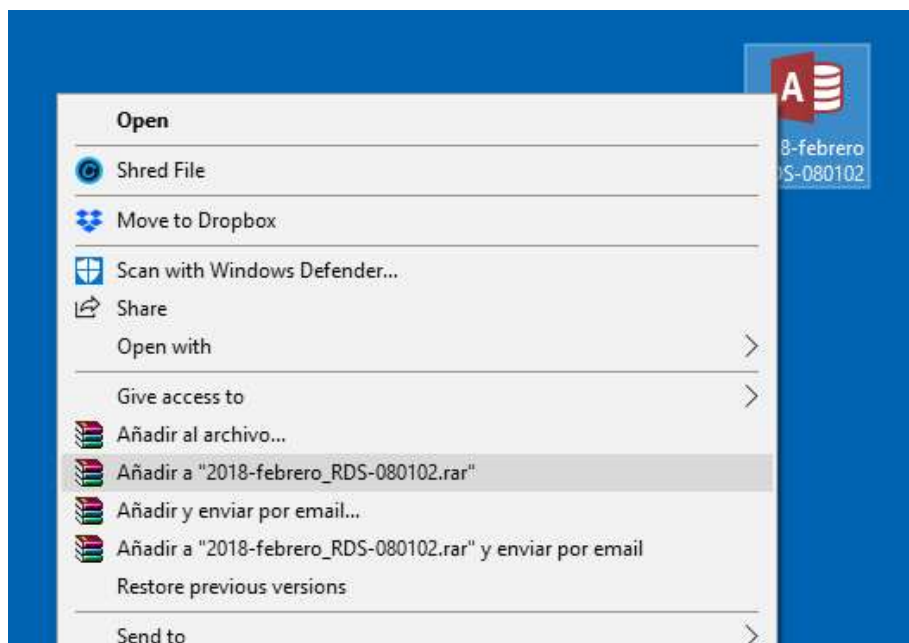 A
8-febrero
S-080102
Open
Shred File
Move to Dropbox
Scan with Windows Defender...
Share
Open with
Give access to
Añadir al archivo...
Añadir a "2018-febrero_RDS-080102.rar"
Añadir y enviar por email...
Añadir a "2018-febrero_RDS-080102.rar" y enviar por email
Restore previous versions
Send to